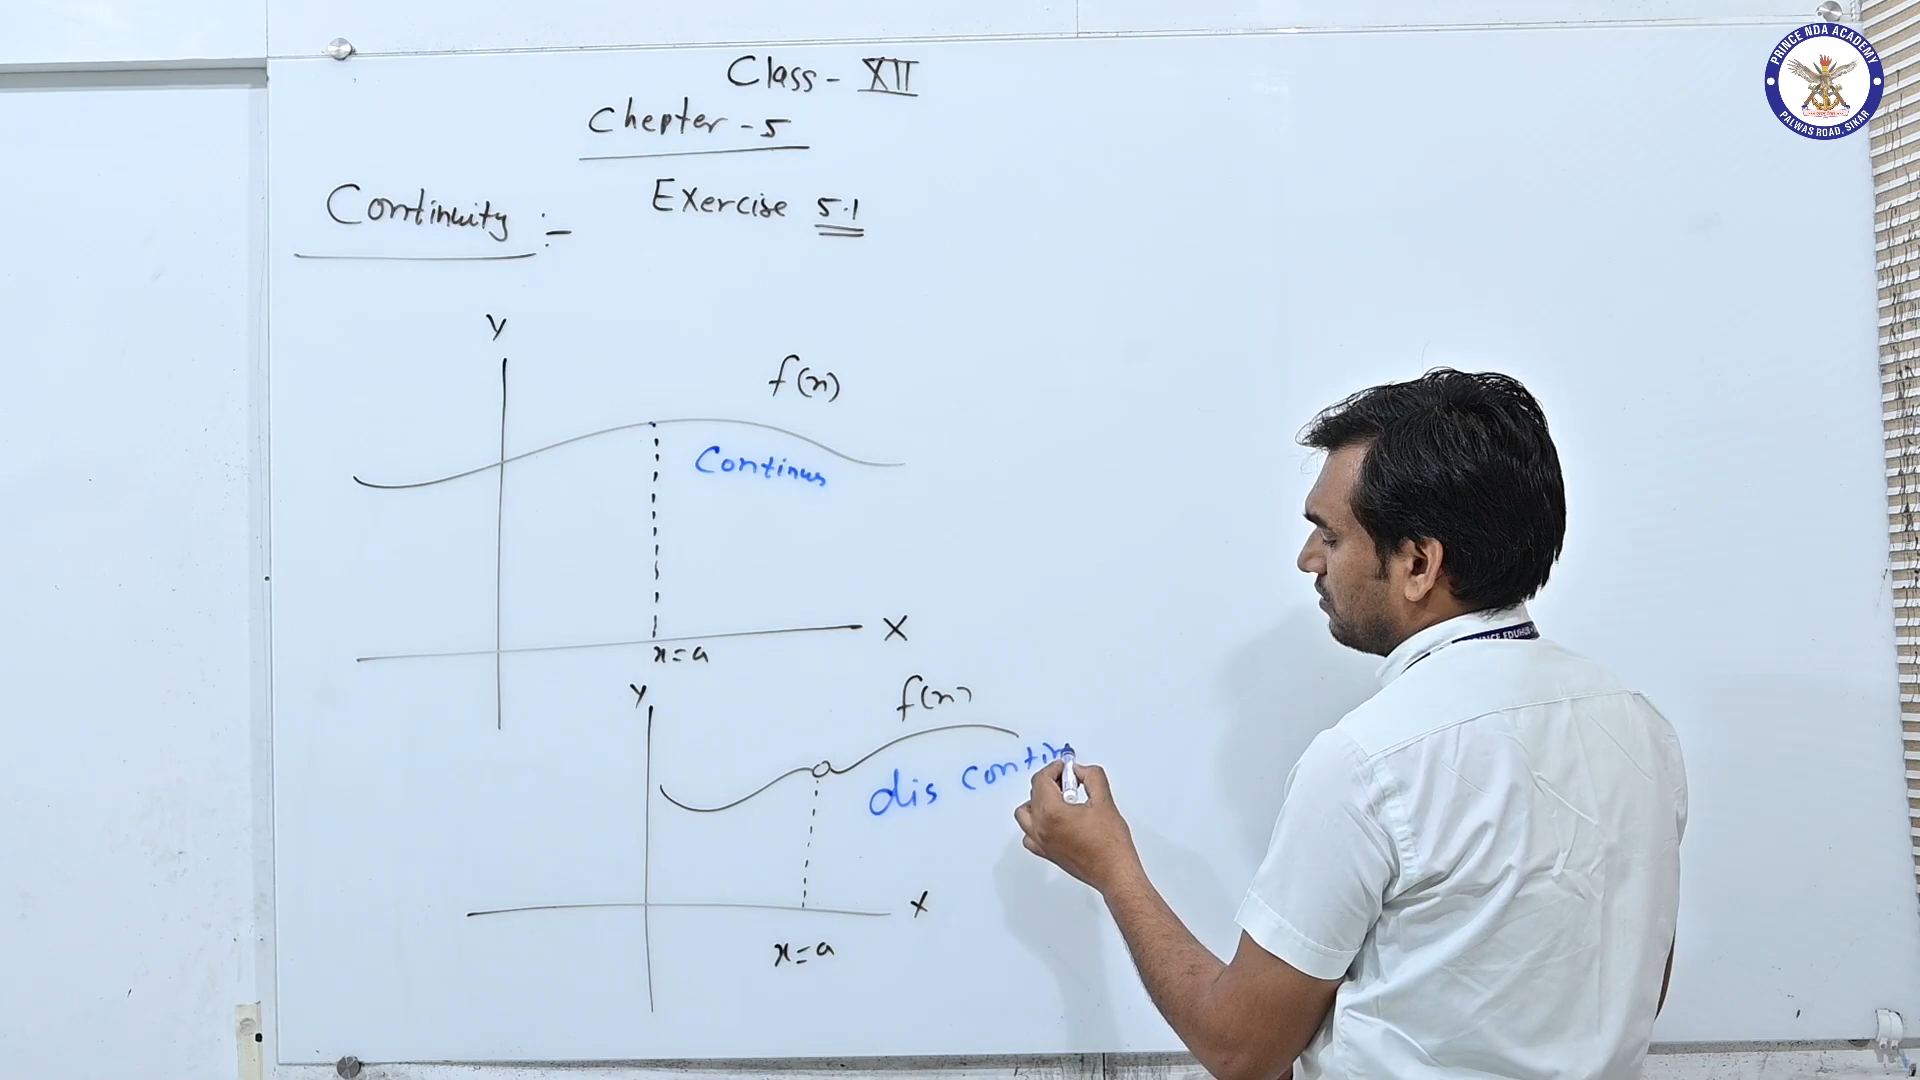 Class - XII
Chepter - 5
Exercise 5.1
Continuity :-
Y
f(x)
Continus
X
x = a
Y
f(x)
dis contin
X
x = a
PRINCE NDA ACADEMY
PALWAS ROAD, SIKAR